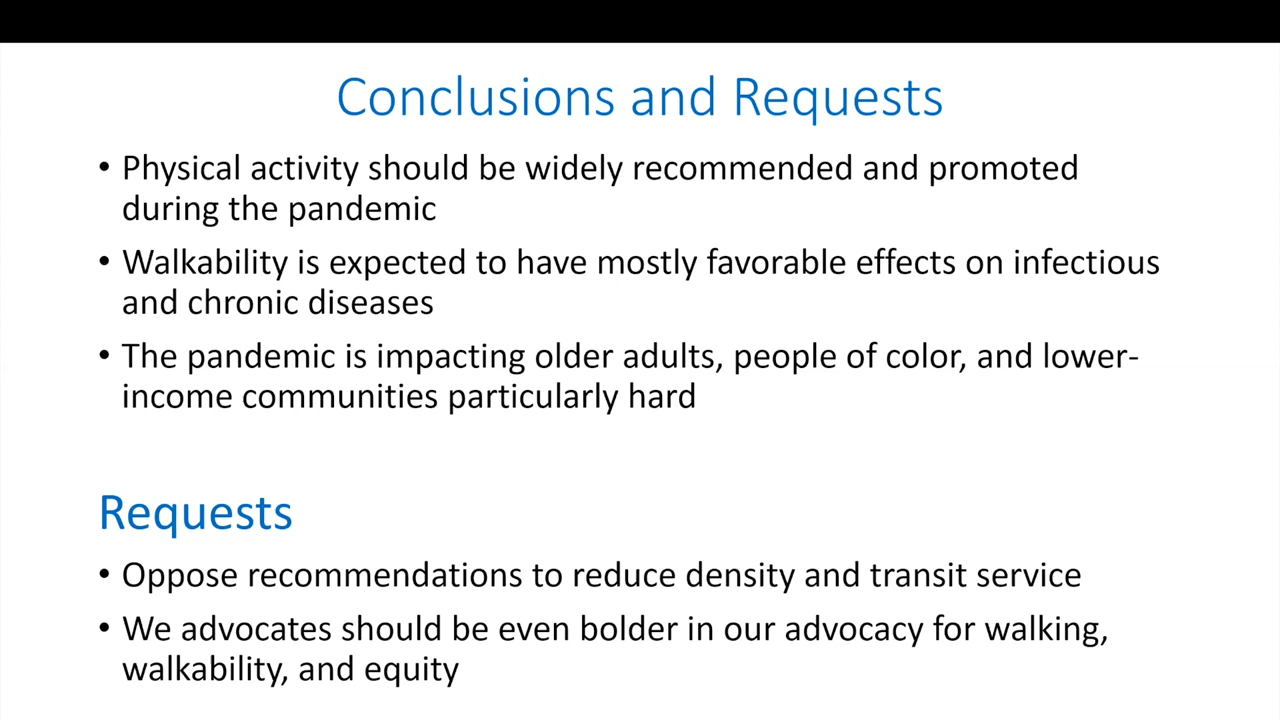 Conclusions and Requests
• Physical activity should be widely recommended and promoted
during the pandemic
• Walkability is expected to have mostly favorable effects on infectious
and chronic diseases
• The pandemic is impacting older adults, people of color, and lower-
income communities particularly hard
Requests
• Oppose recommendations to reduce density and transit service
• We advocates should be even bolder in our advocacy for walking,
walkability, and equity